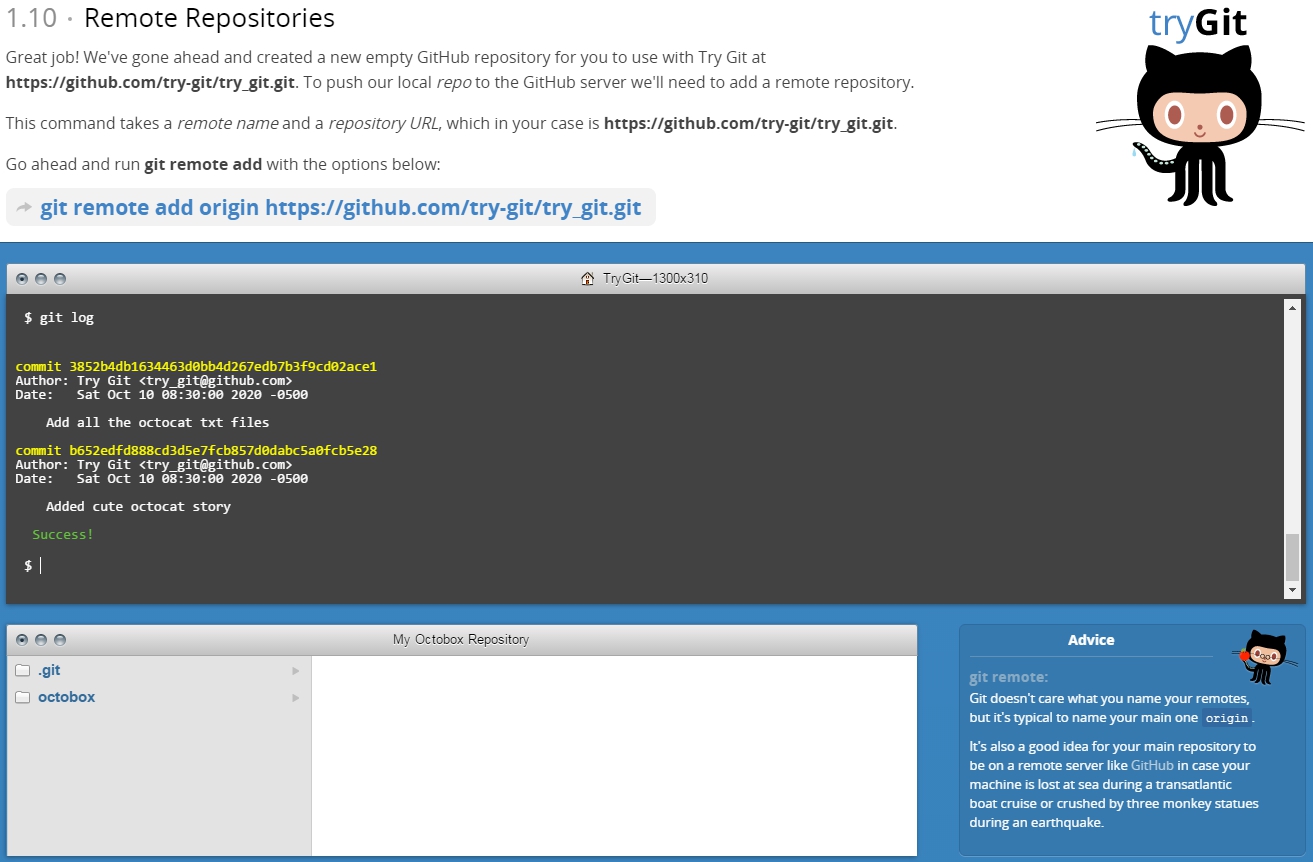 1.10 · Remote Repositories
tryGit
Great job! We've gone ahead and created a new empty GitHub repository for you to use with Try Git at
https://github.com/try-git/try_git.git. To push our local repo to the GitHub server we'll need to add a remote repository.
This command takes a remote name and a repository URL, which in your case is https://github.com/try-git/try_git.git.
Go ahead and run git remote add with the options below:
git remote add origin https://github.com/try-git/try_git.git
TryGit—1300x310
$ git log
commit 3852b4db1634463d0bb4d267edb7b3f9cd02ace1
Author: Try Git <try_git@github.com>
Date:   Sat Oct 10 08:30:00 2020 -0500
Add all the octocat txt files
commit b652edfd888cd3d5e7fcb857d0dabc5a0fcb5e28
Author: Try Git <try_git@github.com>
Date:   Sat Oct 10 08:30:00 2020 -0500
Added cute octocat story
Success!
$
My Octobox Repository
.git
octobox
Advice
git remote:
Git doesn't care what you name your remotes,
but it's typical to name your main one origin.
It's also a good idea for your main repository to
be on a remote server like GitHub in case your
machine is lost at sea during a transatlantic
boat cruise or crushed by three monkey statues
during an earthquake.